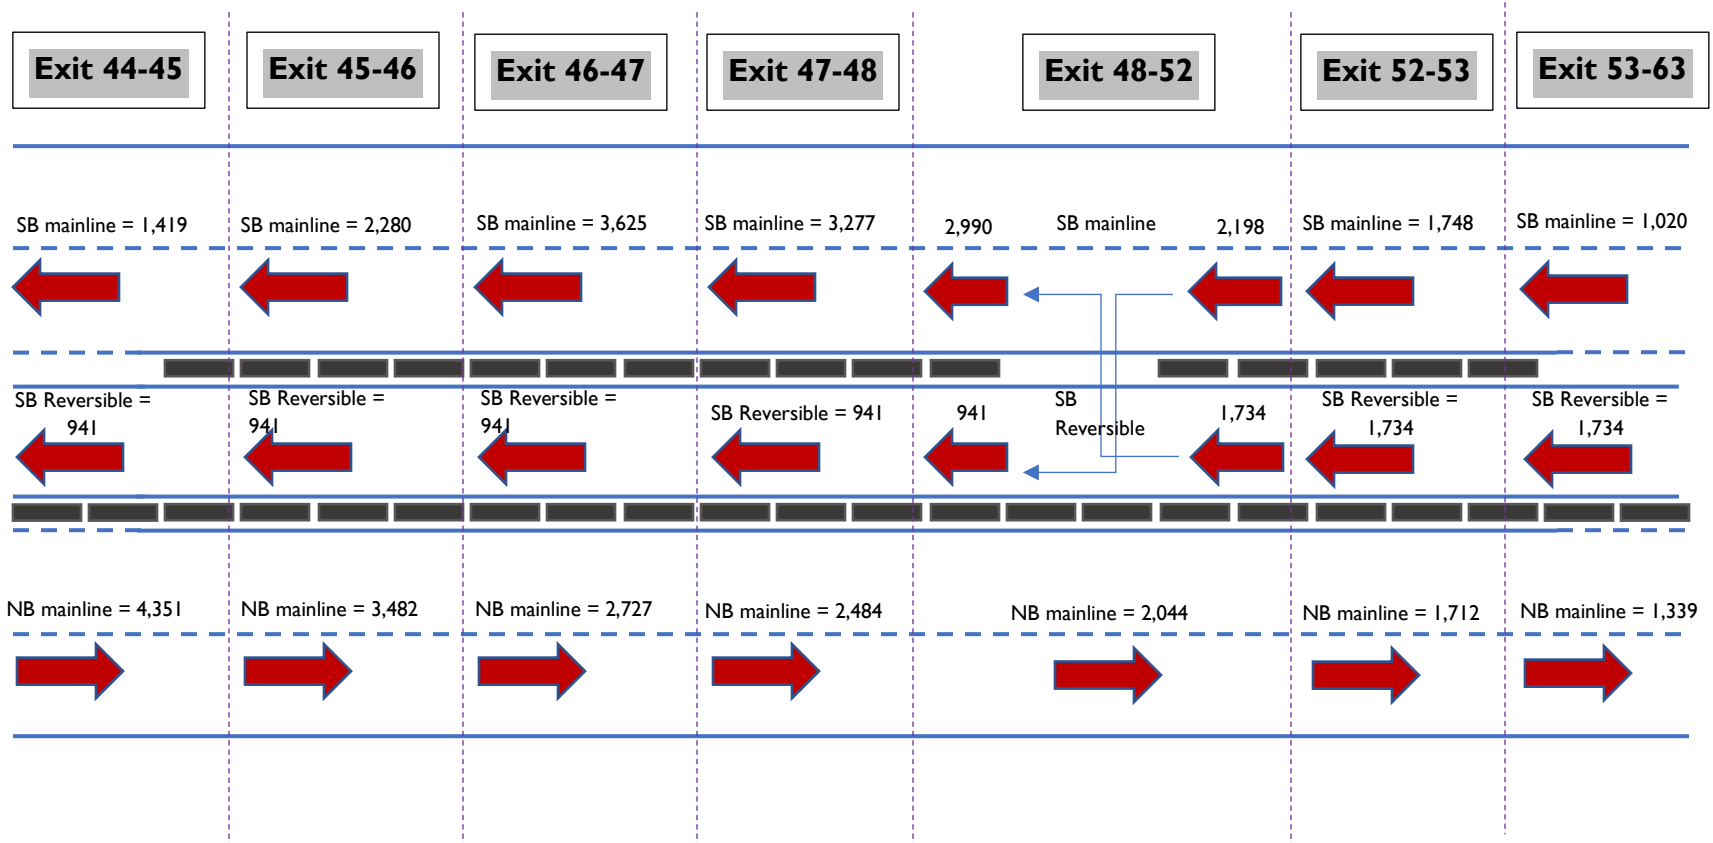 Exit 44-45
Exit 45-46
Exit 46-47
Exit 47-48
Exit 48-52
Exit 52-53
Exit 53-63
SB mainline = 1,419
SB mainline = 2,280
SB mainline = 3,625
SB mainline = 3,277
2,990
SB mainline
2,198
SB mainline = 1,748
SB mainline = 1,020
SB Reversible =
941
SB Reversible =
941
SB Reversible =
941
SB Reversible = 941
941
SB
Reversible
1,734
SB Reversible =
1,734
SB Reversible =
1,734
NB mainline = 4,351
NB mainline = 3,482
NB mainline = 2,727
NB mainline = 2,484
NB mainline = 2,044
NB mainline = 1,712
NB mainline = 1,339